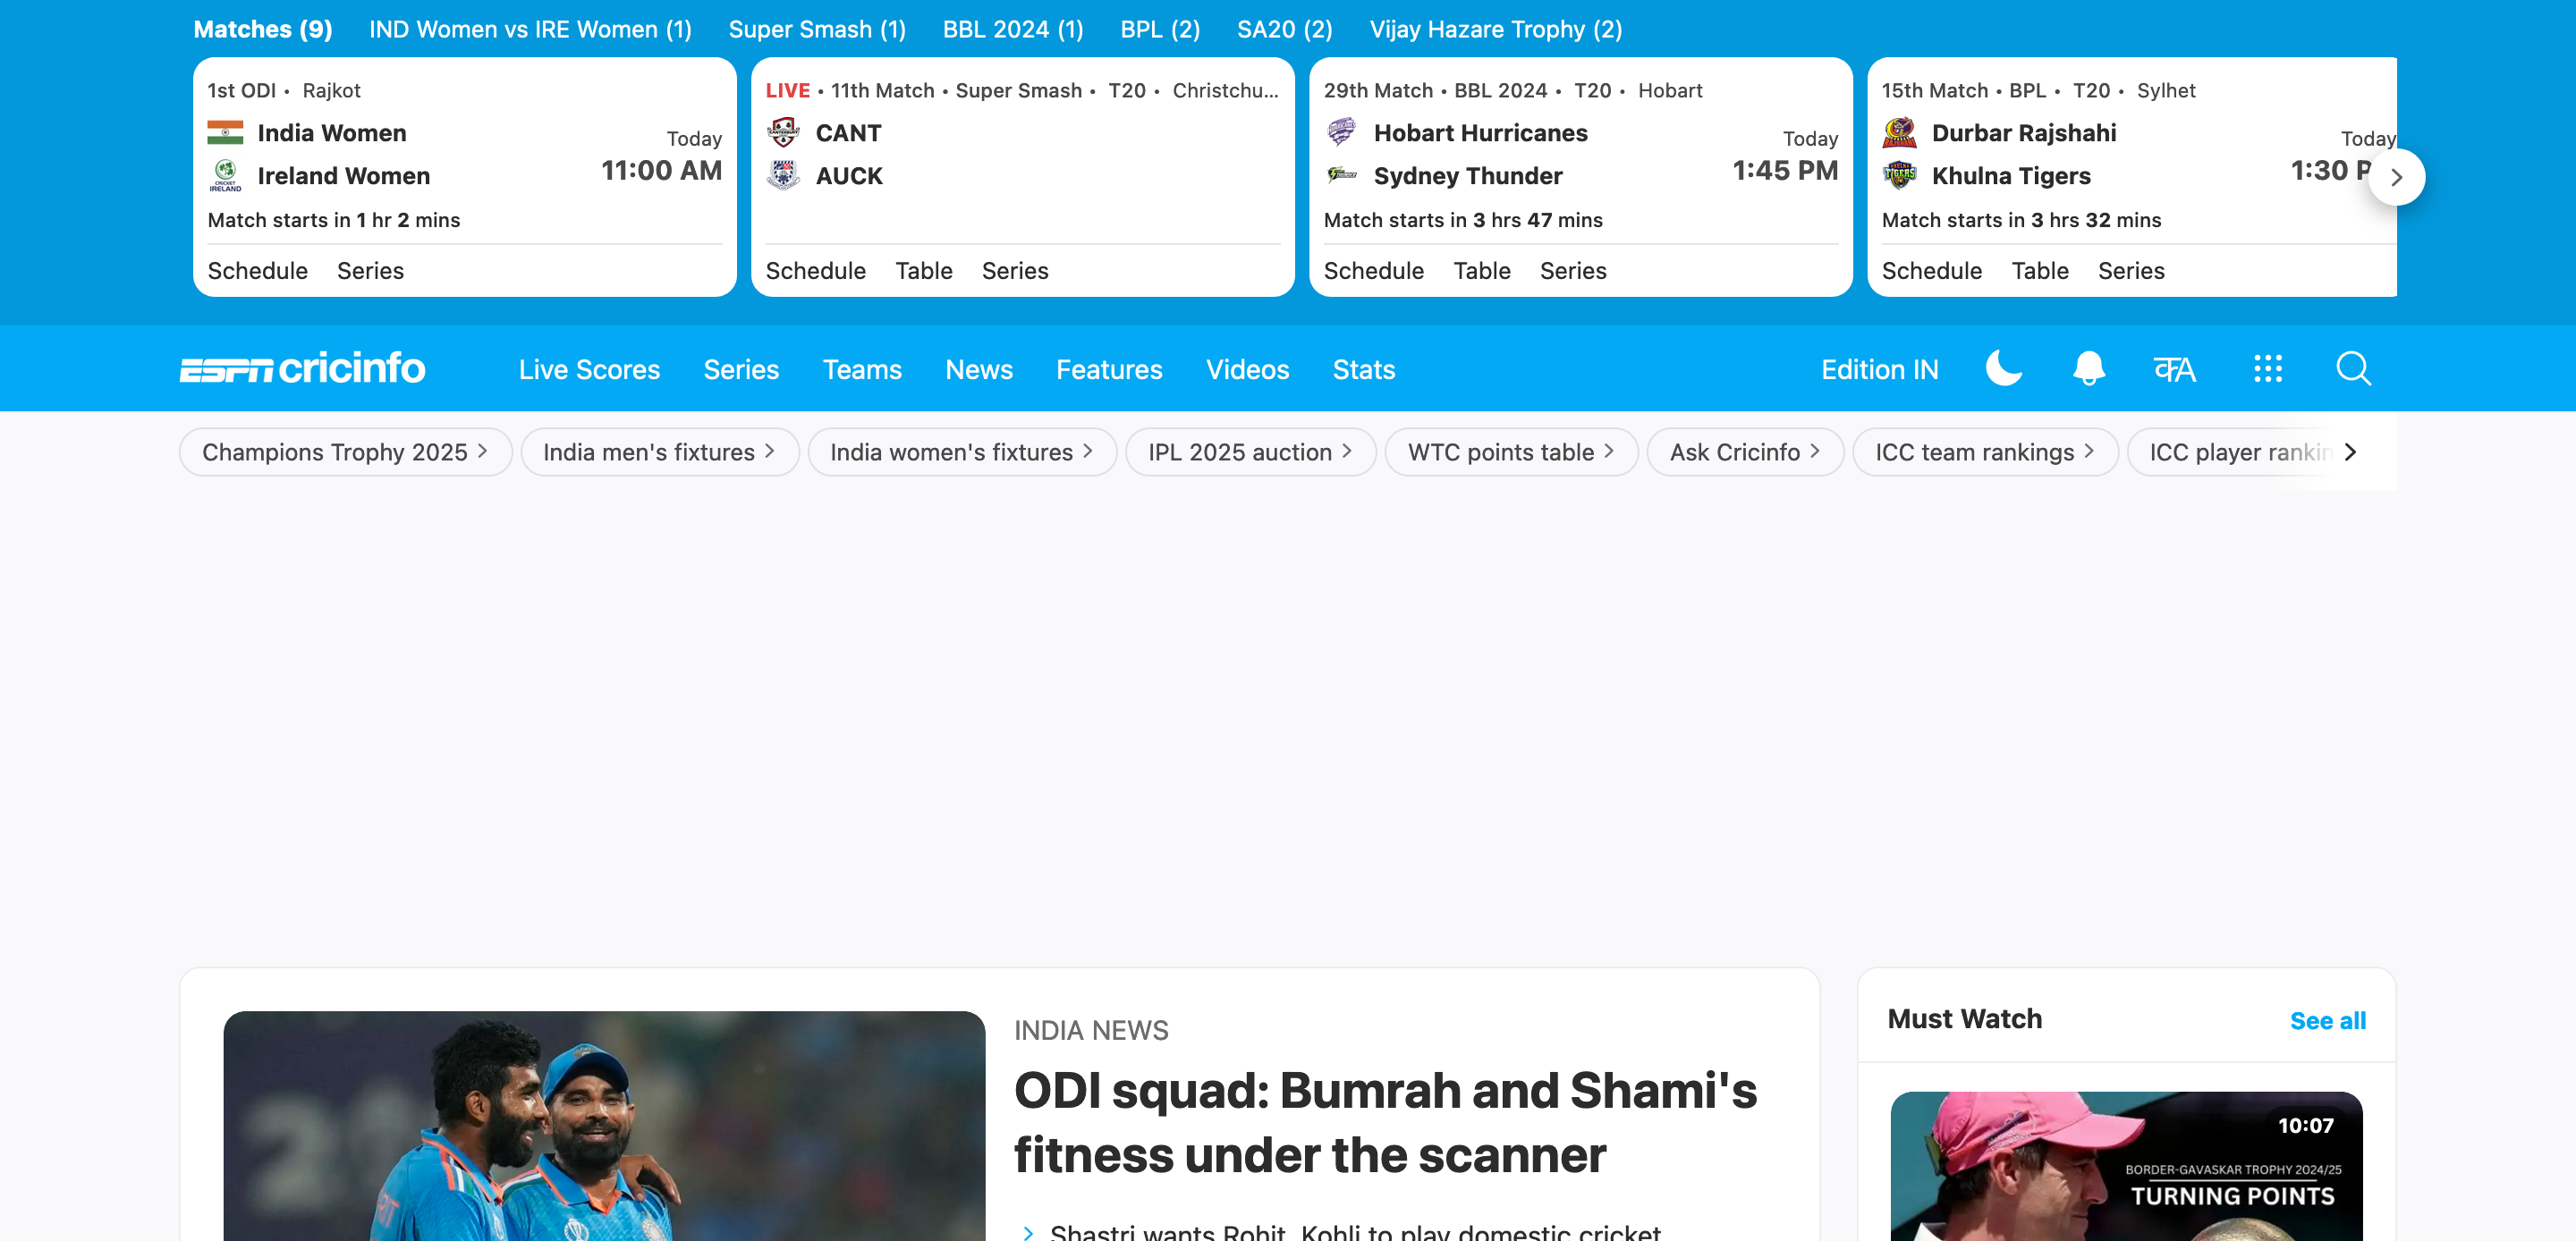 Matches (9) IND Women vs IRE Women (1) Super Smash (1) BBL 2024 (1) BPL (2) SA20 (2) Vijay Hazare Trophy (2)
1st ODI • Rajkot
India Women
Ireland Women
Today
11:00 AM
Match starts in 1 hr 2 mins
Schedule Series
LIVE • 11th Match • Super Smash • T20 • Christchu...
CANT
AUCK
Schedule Table Series
29th Match • BBL 2024 • T20 • Hobart
Hobart Hurricanes
Sydney Thunder
Today
1:45 PM
Match starts in 3 hrs 47 mins
Schedule Table Series
15th Match • BPL • T20 • Sylhet
Durbar Rajshahi
Khulna Tigers
Today
1:30 P
Match starts in 3 hrs 32 mins
Schedule Table Series
ESPN cricinfo Live Scores Series Teams News Features Videos Stats Edition IN
Champions Trophy 2025 India men's fixtures India women's fixtures IPL 2025 auction WTC points table Ask Cricinfo ICC team rankings ICC player rankin
INDIA NEWS
ODI squad: Bumrah and Shami's
fitness under the scanner
Shastri wants Rohit, Kohli to play domestic cricket
Must Watch See all
10:07
BORDER-GAVASKAR TROPHY 2024/25
TURNING POINTS